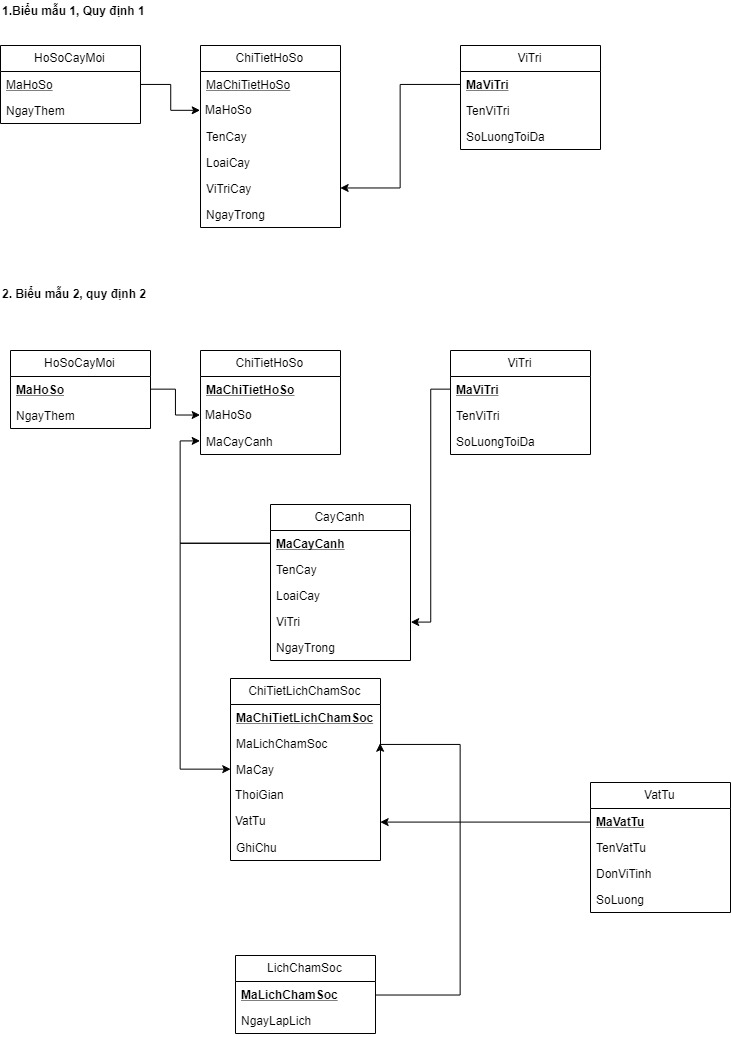 1.Biểu mẫu 1, Quy định 1
HoSoCayMoi
MaHoSo
NgayThem
ChiTietHoSo
MaChiTietHoSo
MaHoSo
TenCay
LoaiCay
ViTriCay
NgayTrong
ViTri
MaViTri
TenViTri
SoLuongToiDa
2. Biểu mẫu 2, quy định 2
HoSoCayMoi
MaHoSo
NgayThem
ChiTietHoSo
MaChiTietHoSo
MaHoSo
MaCayCanh
ViTri
MaViTri
TenViTri
SoLuongToiDa
CayCanh
MaCayCanh
TenCay
LoaiCay
ViTri
NgayTrong
ChiTietLichChamSoc
MaChiTietLichChamSoc
MaLichChamSoc
MaCay
ThoiGian
VatTu
GhiChu
VatTu
MaVatTu
TenVatTu
DonViTinh
SoLuong
LichChamSoc
MaLichChamSoc
NgayLapLich